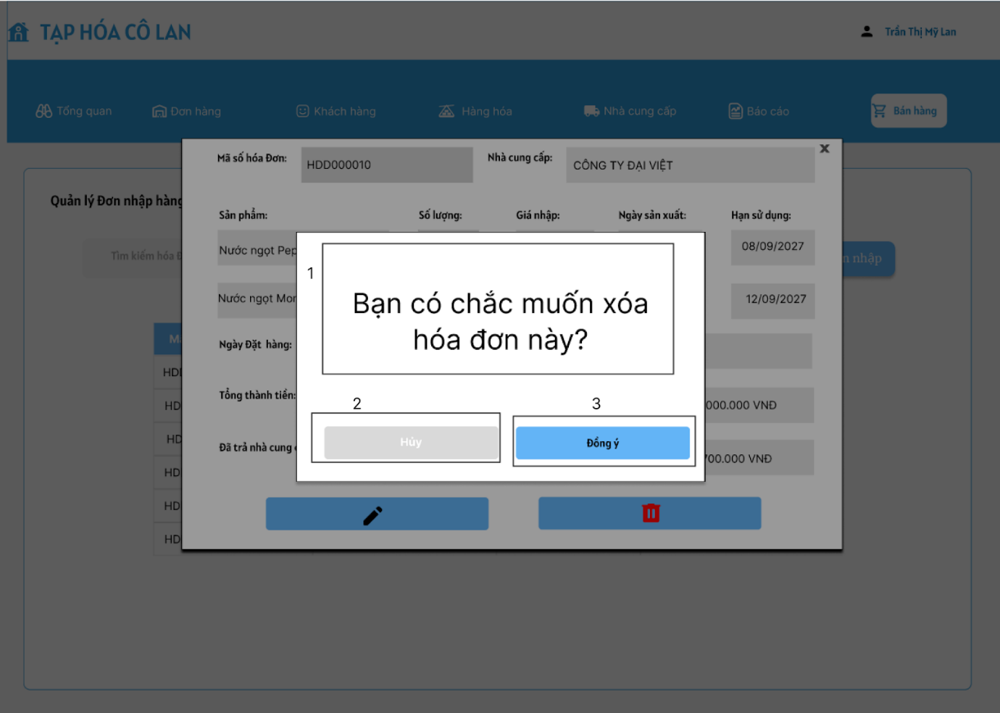 TẠP HÓA CÔ LAN
Trần Thị Mỹ Lan
Tổng quan
Đơn hàng
Khách hàng
Hàng hóa
Nhà cung cấp
Báo cáo
Bán hàng
Mã số hóa Đơn:
HDD000010
Nhà cung cấp:
CÔNG TY ĐẠI VIỆT
x
Quản lý Đơn nhập hàng
Sản phẩm:
Số lượng:
Giá nhập:
Ngày sản xuất:
Hạn sử dụng:
Nước ngọt Pep
08/09/2027
Tìm kiếm hóa Đ
nhập
Nước ngọt Mor
12/09/2027
1
Bạn có chắc muốn xóa
hóa đơn này?
M
Ngày Đặt hàng:
HDD
Tổng thành tiền:
000.000 VNĐ
HD
2
3
HD
Hủy
Đồng ý
Đã trả nhà cung
700.000 VNĐ
HD
HD
HD